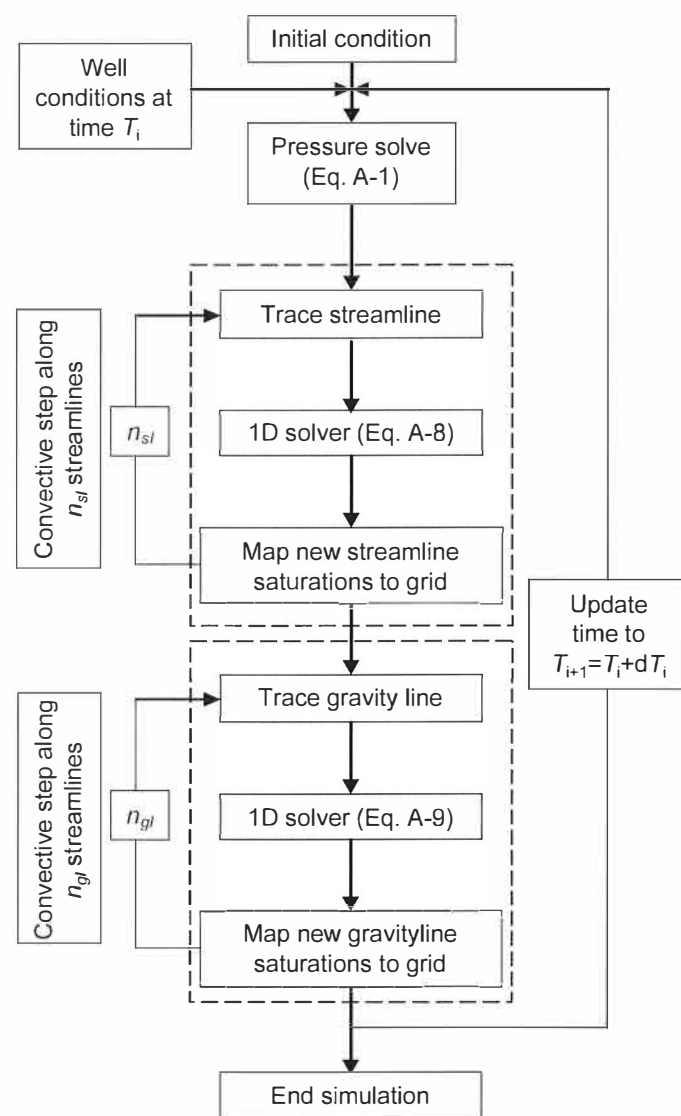 Initial condition
Well
conditions at
time Ti
Pressure solve
(Eq. A-1)
Trace streamline
Convective step along
nsl streamlines
nsl
1D solver (Eq. A-8)
Map new streamline
saturations to grid
Update
time to
Ti+1=Ti+dTi
Trace gravity line
Convective step along
ngl streamlines
ngl
1D solver (Eq. A-9)
Map new gravityline
saturations to grid
End simulation